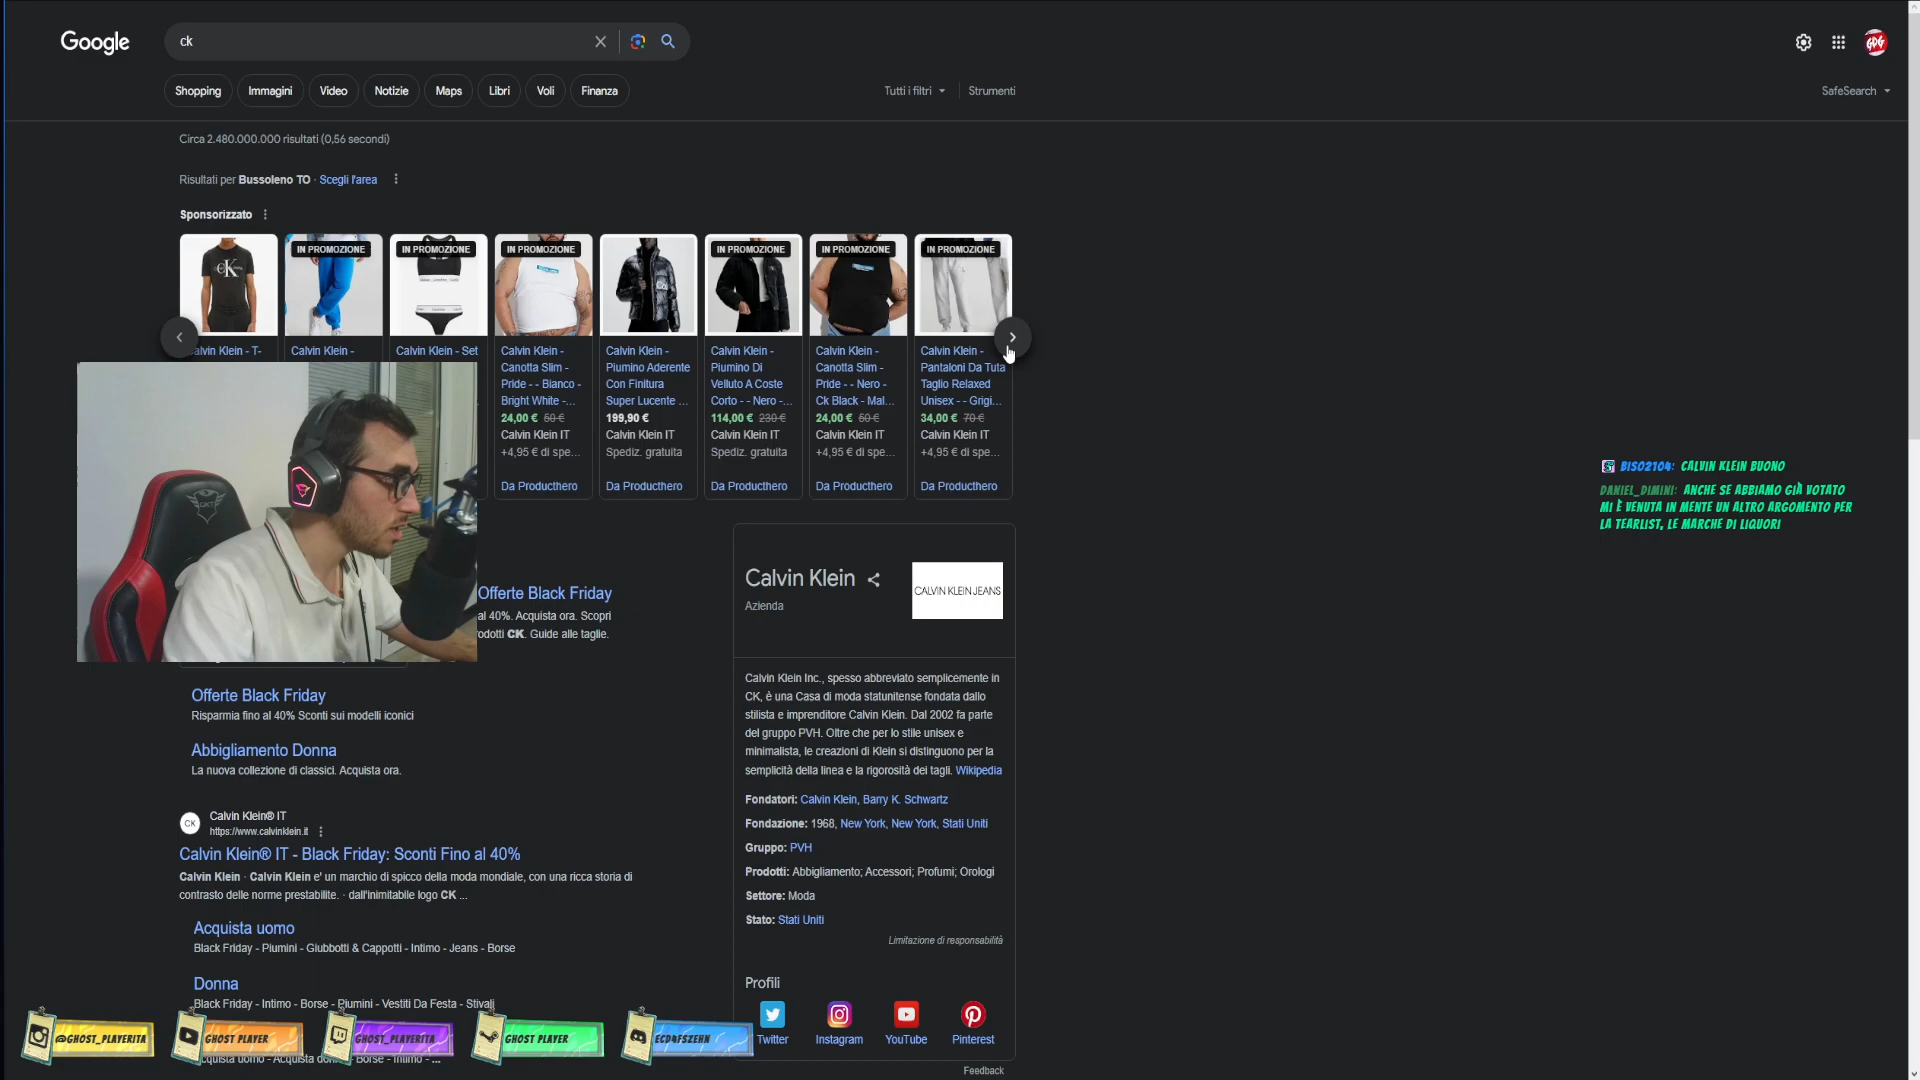 Google
ck
Shopping
Immagini
Video
Notizie
Maps
Libri
Voli
Finanza
Tutti i filtri
Strumenti
SafeSearch
GDG
Circa 2.480.000.000 risultati (0,56 secondi)
Risultati per Bussoleno TO · Scegli l'area
Sponsorizzato
IN PROMOZIONE
IN PROMOZIONE
IN PROMOZIONE
IN PROMOZIONE
IN PROMOZIONE
IN PROMOZIONE
CK
Calvin Klein - T-
Calvin Klein -
Calvin Klein - Set
Calvin Klein -
Canotta Slim -
Pride - - Bianco -
Bright White -...
24,00 € 60 €
Calvin Klein IT
+4,95 € di spe...
Da Producthero
Calvin Klein -
Piumino Aderente
Con Finitura
Super Lucente ...
199,90 €
Calvin Klein IT
Spediz. gratuita
Da Producthero
Calvin Klein -
Piumino Di
Velluto A Coste
Corto - - Nero -...
114,00 € 230 €
Calvin Klein IT
Spediz. gratuita
Da Producthero
Calvin Klein -
Canotta Slim -
Pride - - Nero -
Ck Black - Mal...
24,00 € 60 €
Calvin Klein IT
+4,95 € di spe...
Da Producthero
Calvin Klein -
Pantaloni Da Tuta
Taglio Relaxed
Unisex - - Grigi...
34,00 € 70 €
Calvin Klein IT
+4,95 € di spe...
Da Producthero
BISO2104: CALVIN KLEIN BUONO
DANIEL_DIMINI: ANCHE SE ABBIAMO GIÀ VOTATO
MI È VENUTA IN MENTE UN ALTRO ARGOMENTO PER
LA TEARLIST, LE MARCHE DI LIQUORI
Offerte Black Friday
al 40%. Acquista ora. Scopri
odotti CK. Guide alle taglie.
Offerte Black Friday
Risparmia fino al 40% Sconti sui modelli iconici
Abbigliamento Donna
La nuova collezione di classici. Acquista ora.
CK
Calvin Klein® IT
https://www.calvinklein.it
Calvin Klein® IT - Black Friday: Sconti Fino al 40%
Calvin Klein · Calvin Klein e' un marchio di spicco della moda mondiale, con una ricca storia di
contrasto delle norme prestabilite. · dall'inimitabile logo CK ...
Acquista uomo
Black Friday - Piumini - Giubbotti & Cappotti - Intimo - Jeans - Borse
Donna
Black Friday - Intimo - Borse - Piumini - Vestiti Da Festa - Stivali
Calvin Klein
Azienda
CALVIN KLEIN JEANS
Calvin Klein Inc., spesso abbreviato semplicemente in
CK, è una Casa di moda statunitense fondata dallo
stilista e imprenditore Calvin Klein. Dal 2002 fa parte
del gruppo PVH. Oltre che per lo stile unisex e
minimalista, le creazioni di Klein si distinguono per la
semplicità della linea e la rigorosità dei tagli. Wikipedia
Fondatori: Calvin Klein, Barry K. Schwartz
Fondazione: 1968, New York, New York, Stati Uniti
Gruppo: PVH
Prodotti: Abbigliamento; Accessori; Profumi; Orologi
Settore: Moda
Stato: Stati Uniti
Limitazione di responsabilità
Profili
Twitter
Instagram
YouTube
Pinterest
Feedback
@GHOST_PLAYERITA
GHOST PLAYER
GHOST_PLAYERITA
GHOST PLAYER
ECD4FSZEHN